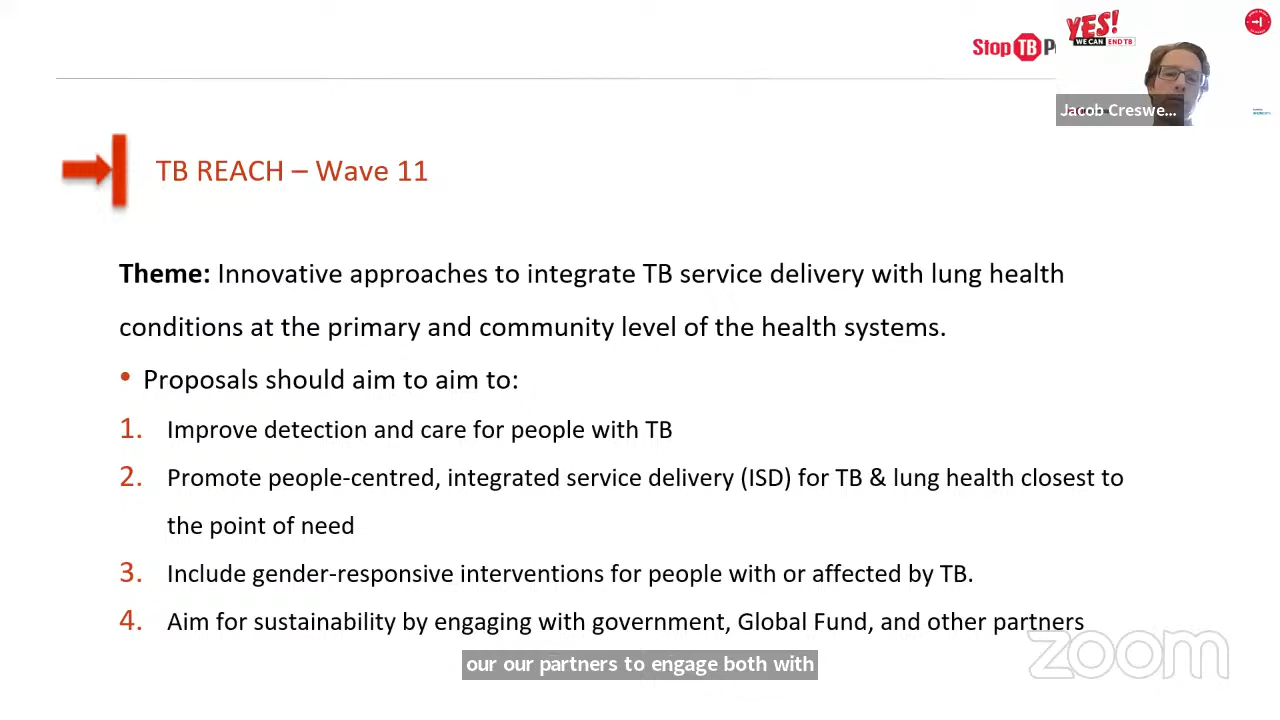 YES!
WE CAN END TB
Stop TB P
Jacob Creswe...
TB REACH – Wave 11
Theme: Innovative approaches to integrate TB service delivery with lung health
conditions at the primary and community level of the health systems.
• Proposals should aim to aim to:
1. Improve detection and care for people with TB
2. Promote people-centred, integrated service delivery (ISD) for TB & lung health closest to
the point of need
3. Include gender-responsive interventions for people with or affected by TB.
4. Aim for sustainability by engaging with government, Global Fund, and other partners
our our partners to engage both with
zoom